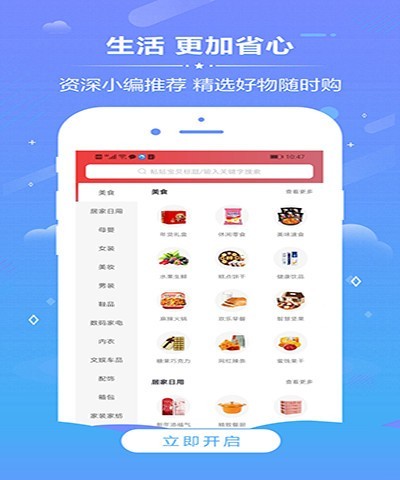 生活 更加省心
资深小编推荐 精选好物随时购
10:47
粘贴宝贝标题/输入关键字搜索
美食
美食
查看更多
居家日用
母婴
女装
美妆
男装
鞋品
数码家电
内衣
文娱车品
配饰
箱包
家装家纺
年货礼盒
休闲零食
美味速食
水果生鲜
糕点饼干
健康饮品
麻辣火锅
欢乐早餐
智慧坚果
糖果巧克力
网红辣条
蜜饯果干
居家日用
查看更多
新年添福气
精致餐厨
立即开启